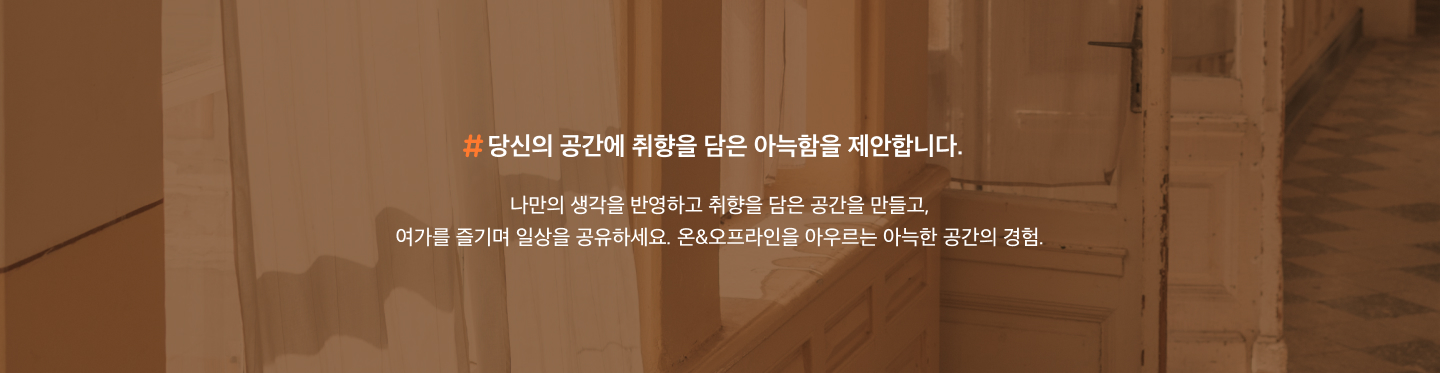 # 당신의 공간에 취향을 담은 아늑함을 제안합니다.
나만의 생각을 반영하고 취향을 담은 공간을 만들고,
여가를 즐기며 일상을 공유하세요. 온&오프라인을 아우르는 아늑한 공간의 경험.